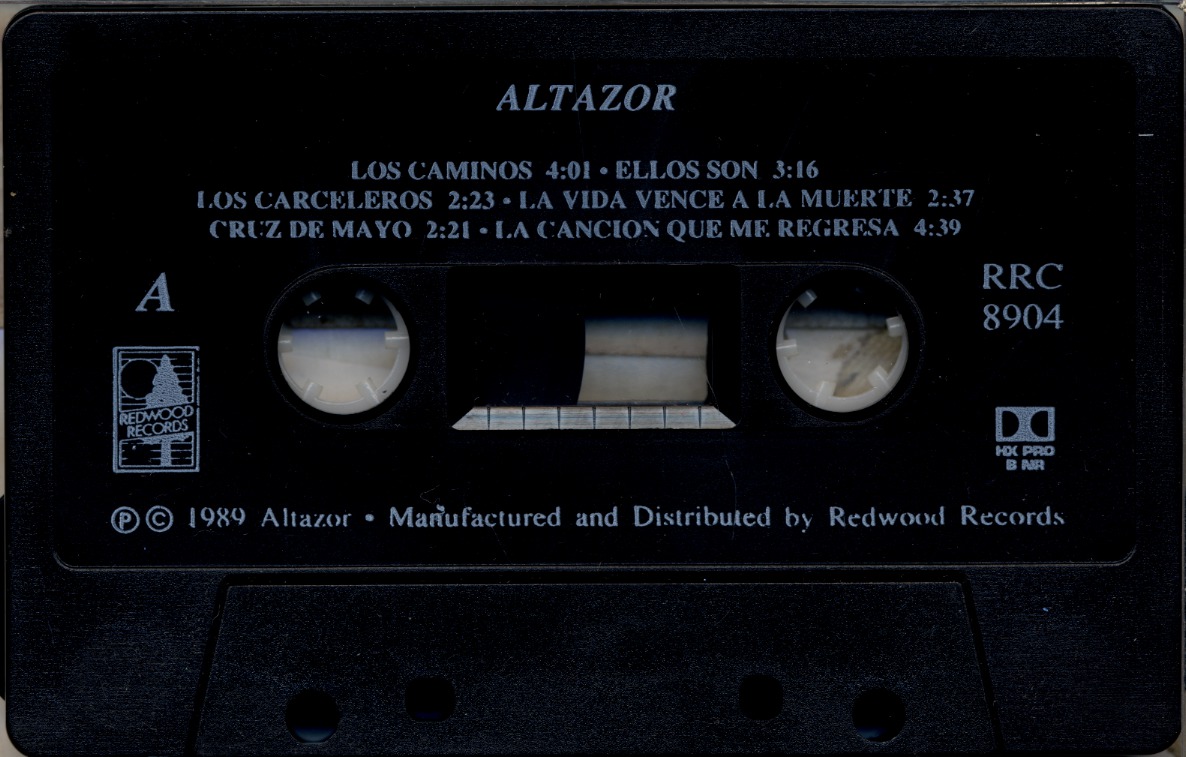 ALTAZOR
LOS CAMINOS 4:01 • ELLOS SON 3:16
LOS CARCELEROS 2:23 • LA VIDA VENCE A LA MUERTE 2:37
CRUZ DE MAYO 2:21 • LA CANCION QUE ME REGRESA 4:39
A
RRC
8904
REDWOOD
RECORDS
HX PRO
B NR
Ⓟ © 1989 Altazor • Manufactured and Distributed by Redwood Records